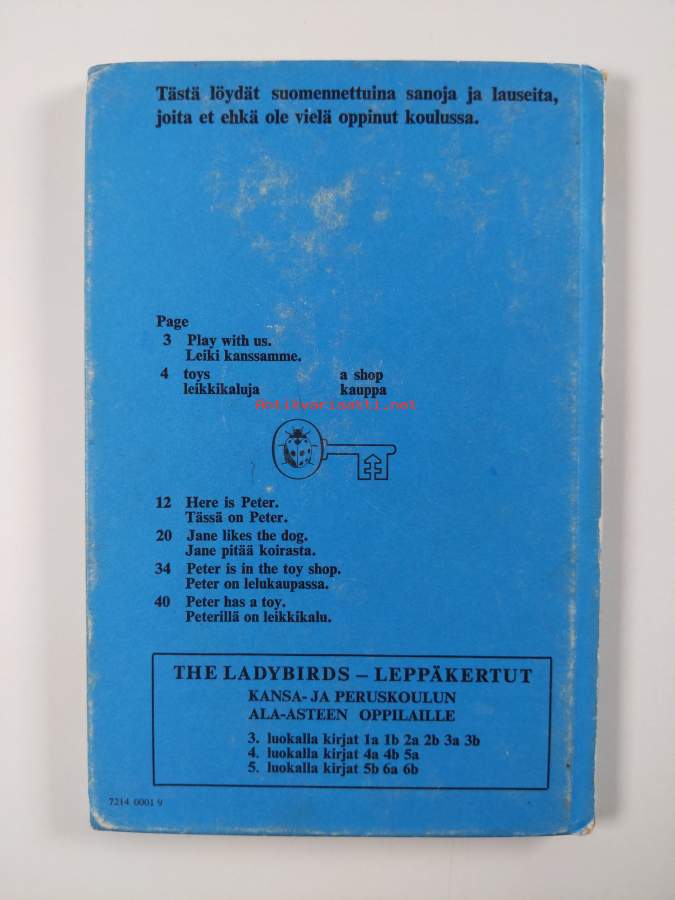 Tästä löydät suomennettuina sanoja ja lauseita,
joita et ehkä ole vielä oppinut koulussa.
Page
3 Play with us.
Leiki kanssamme.
4 toys a shop
leikkikaluja kauppa
Antikvariaatti.net
12 Here is Peter.
Tässä on Peter.
20 Jane likes the dog.
Jane pitää koirasta.
34 Peter is in the toy shop.
Peter on lelukaupassa.
40 Peter has a toy.
Peterillä on leikkikalu.
THE LADYBIRDS – LEPPÄKERTUT
KANSA- JA PERUSKOULUN
ALA-ASTEEN OPPILAILLE
3. luokalla kirjat 1a 1b 2a 2b 3a 3b
4. luokalla kirjat 4a 4b 5a
5. luokalla kirjat 5b 6a 6b
7214 0001 9